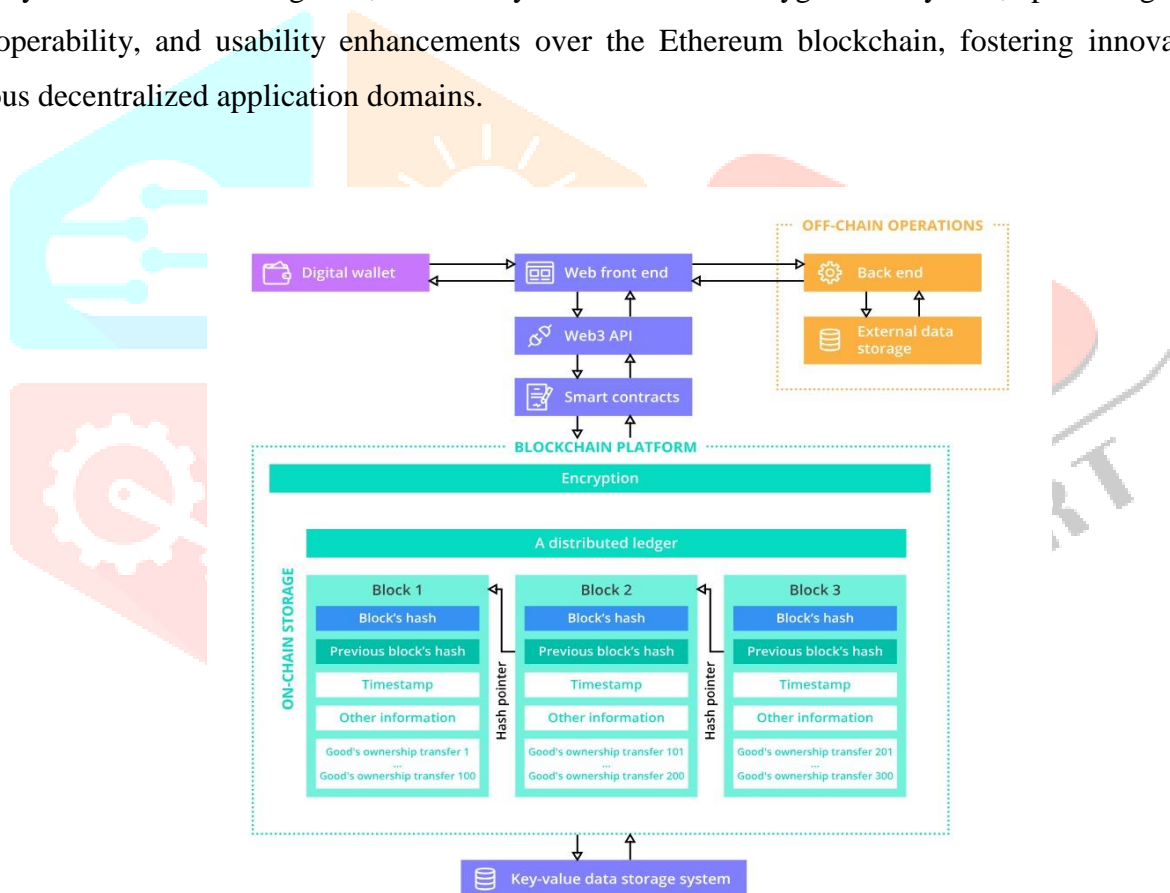 operability, and usability enhancements over the Ethereum blockchain, fostering innova
ous decentralized application domains.
OFF-CHAIN OPERATIONS
Digital wallet
Web front end
Back end
Web3 API
External data
storage
Smart contracts
BLOCKCHAIN PLATFORM
Encryption
A distributed ledger
ON-CHAIN STORAGE
Block 1
Block's hash
Previous block's hash
Timestamp
Other information
Good's ownership transfer 1
...
Good's ownership transfer 100
Hash pointer
Block 2
Block's hash
Previous block's hash
Timestamp
Other information
Good's ownership transfer 101
...
Good's ownership transfer 200
Hash pointer
Block 3
Block's hash
Previous block's hash
Timestamp
Other information
Good's ownership transfer 201
...
Good's ownership transfer 300
Key-value data storage system
RT